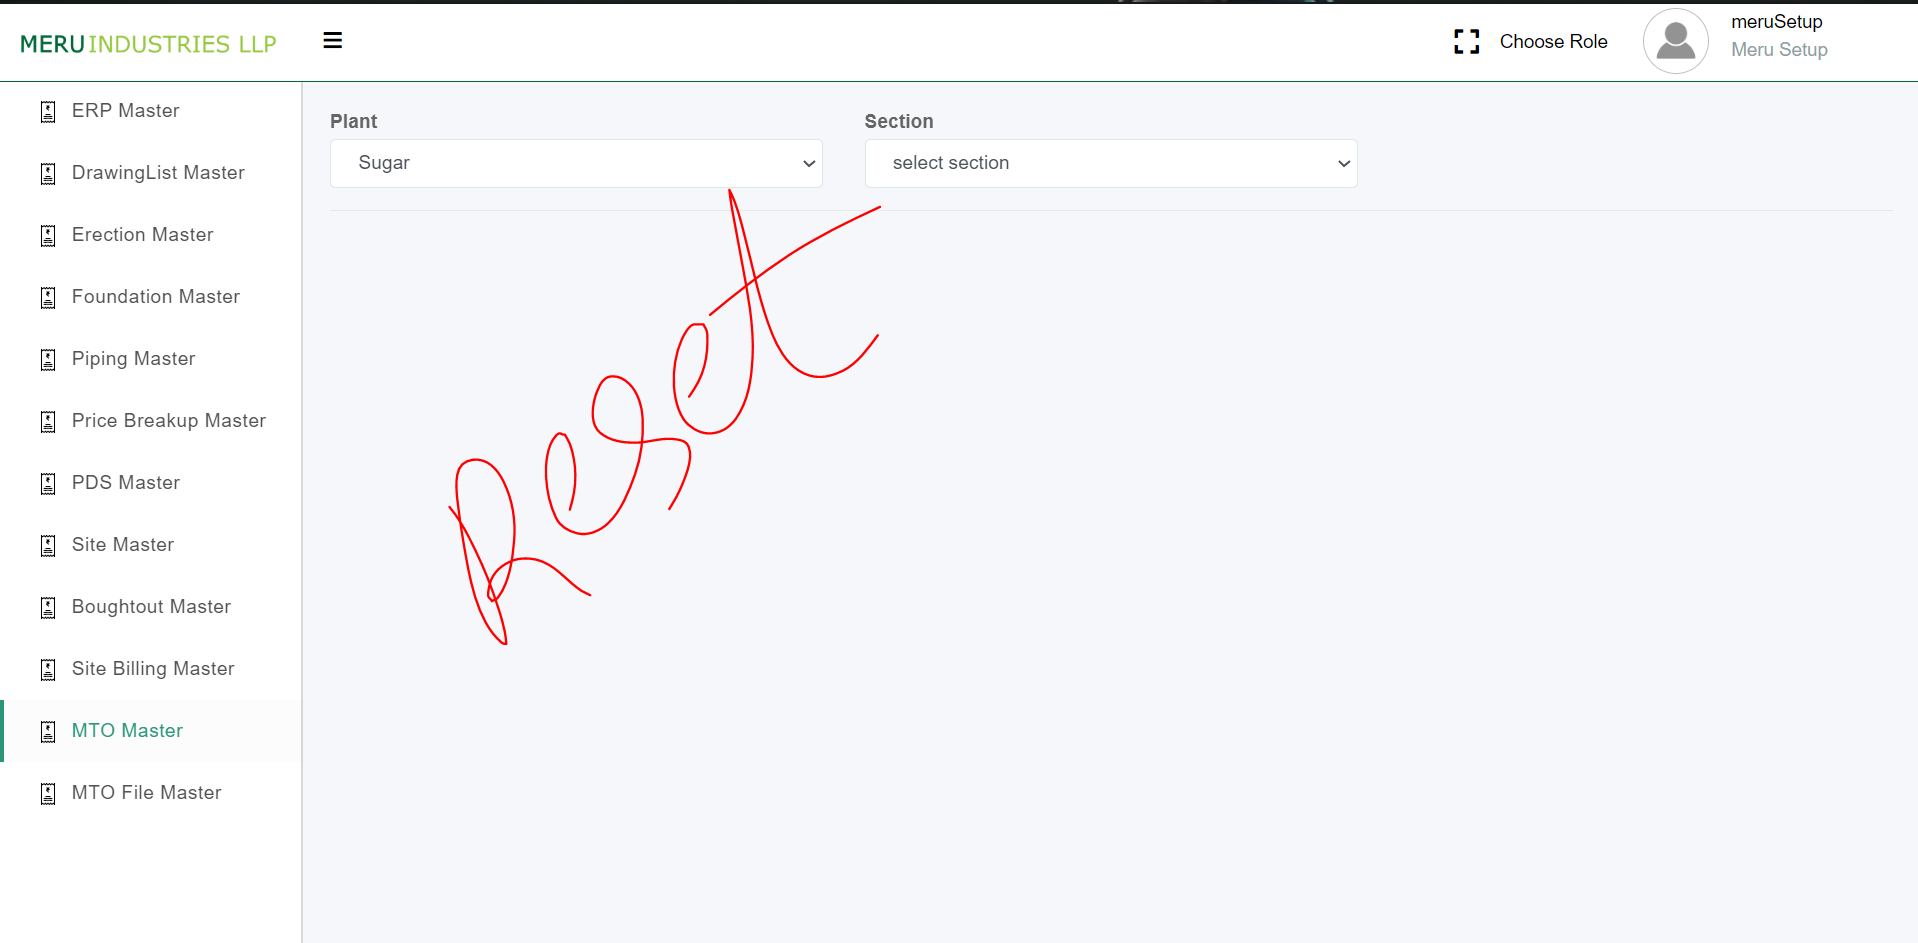 MERU INDUSTRIES LLP
Choose Role
meruSetup
Meru Setup
ERP Master
DrawingList Master
Erection Master
Foundation Master
Piping Master
Price Breakup Master
PDS Master
Site Master
Boughtout Master
Site Billing Master
MTO Master
MTO File Master
Plant
Sugar
Section
select section
Reset